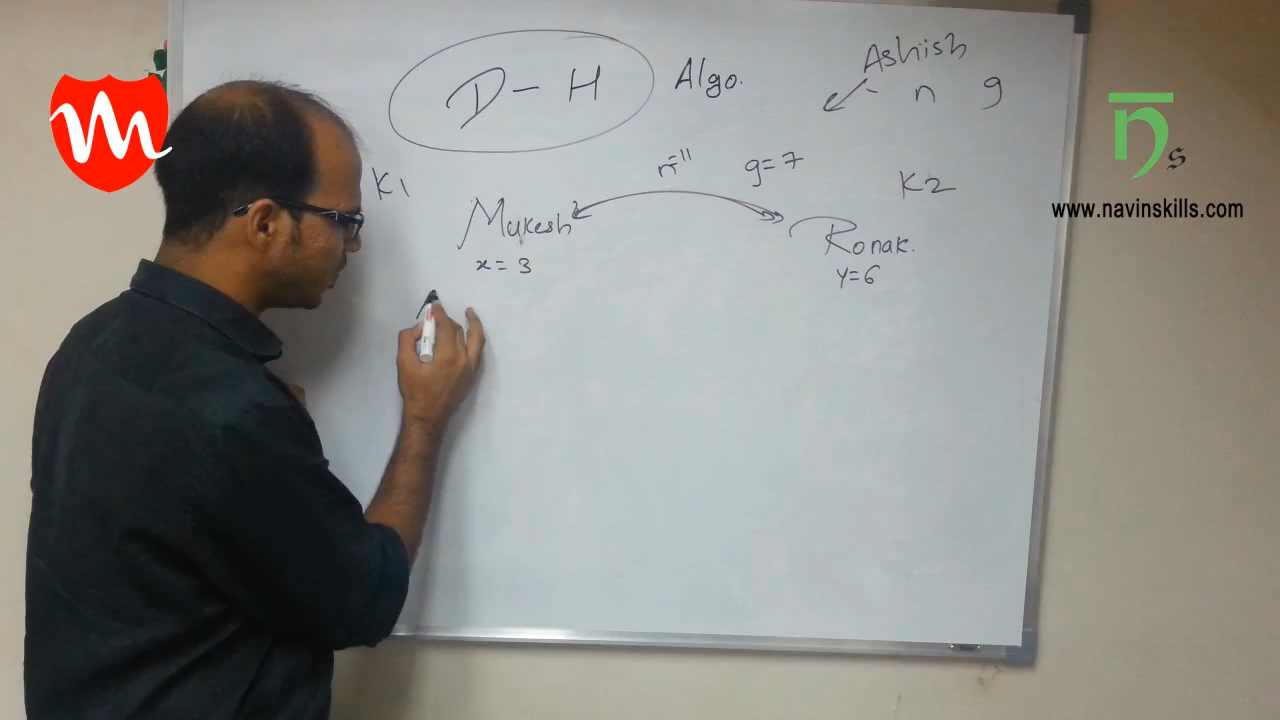 D-H Algo.
Ashish
n g
n=11 g=7
K1
K2
Mukesh
Ronak.
x = 3
y=6
m
n s
www.navinskills.com